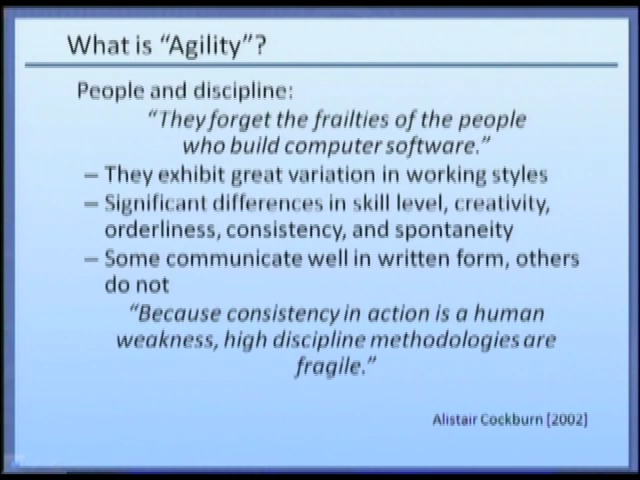 What is “Agility”?
People and discipline:
“They forget the frailties of the people
who build computer software.”
– They exhibit great variation in working styles
– Significant differences in skill level, creativity,
orderliness, consistency, and spontaneity
– Some communicate well in written form, others
do not
“Because consistency in action is a human
weakness, high discipline methodologies are
fragile.”
Alistair Cockburn [2002]